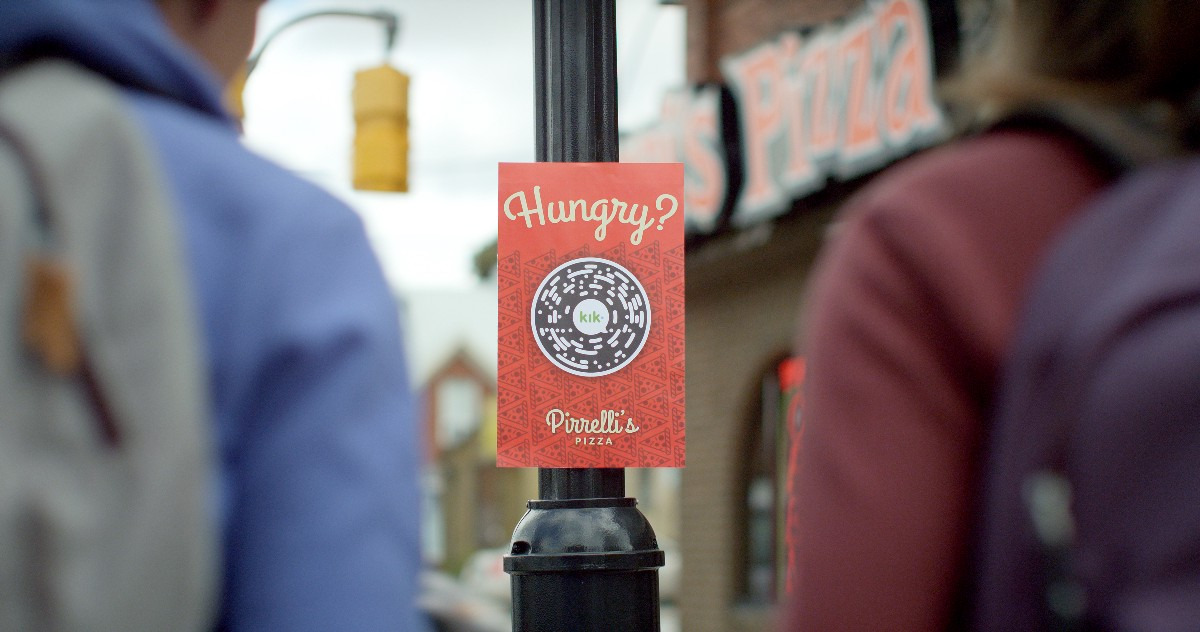 Hungry?
kik·
Pirrelli's
PIZZA
's Pizza